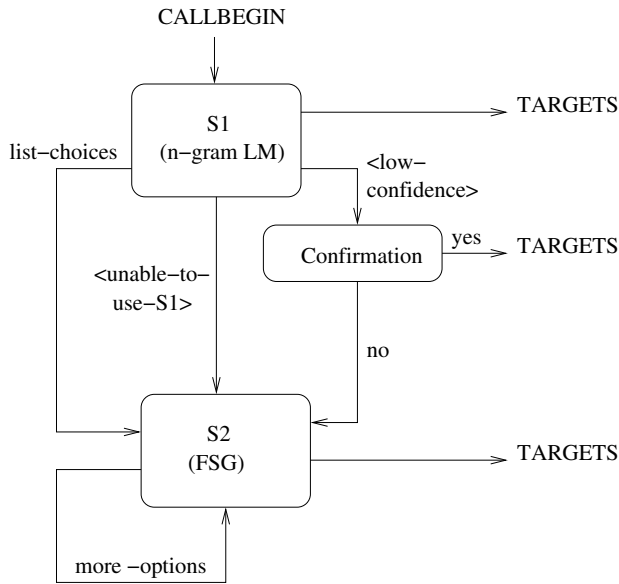 CALLBEGIN
S1
(n−gram LM)
TARGETS
list−choices
<low−
confidence>
Confirmation
yes
TARGETS
<unable−to−
use−S1>
no
S2
(FSG)
TARGETS
more −options